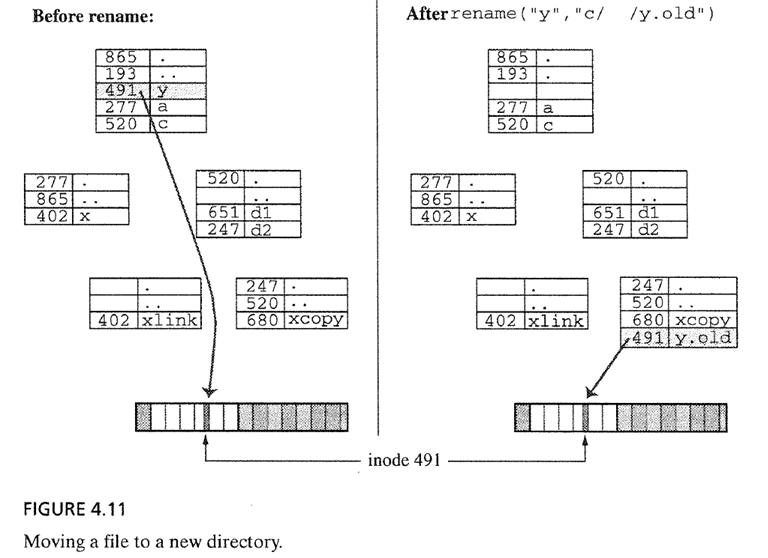 Before rename:
After rename("y","c/ /y.old")
865 .
193 ..
491 y
277 a
520 c
277 .
865 ..
402 x
520 .
..
651 d1
247 d2
.
..
402 xlink
247 .
520 ..
680 xcopy
865 .
193 .
277 a
520 c
277 .
865 ..
402 x
520 .
..
651 d1
247 d2
.
..
402 xlink
247 .
520 ..
680 xcopy
491 y.old
inode 491
FIGURE 4.11
Moving a file to a new directory.